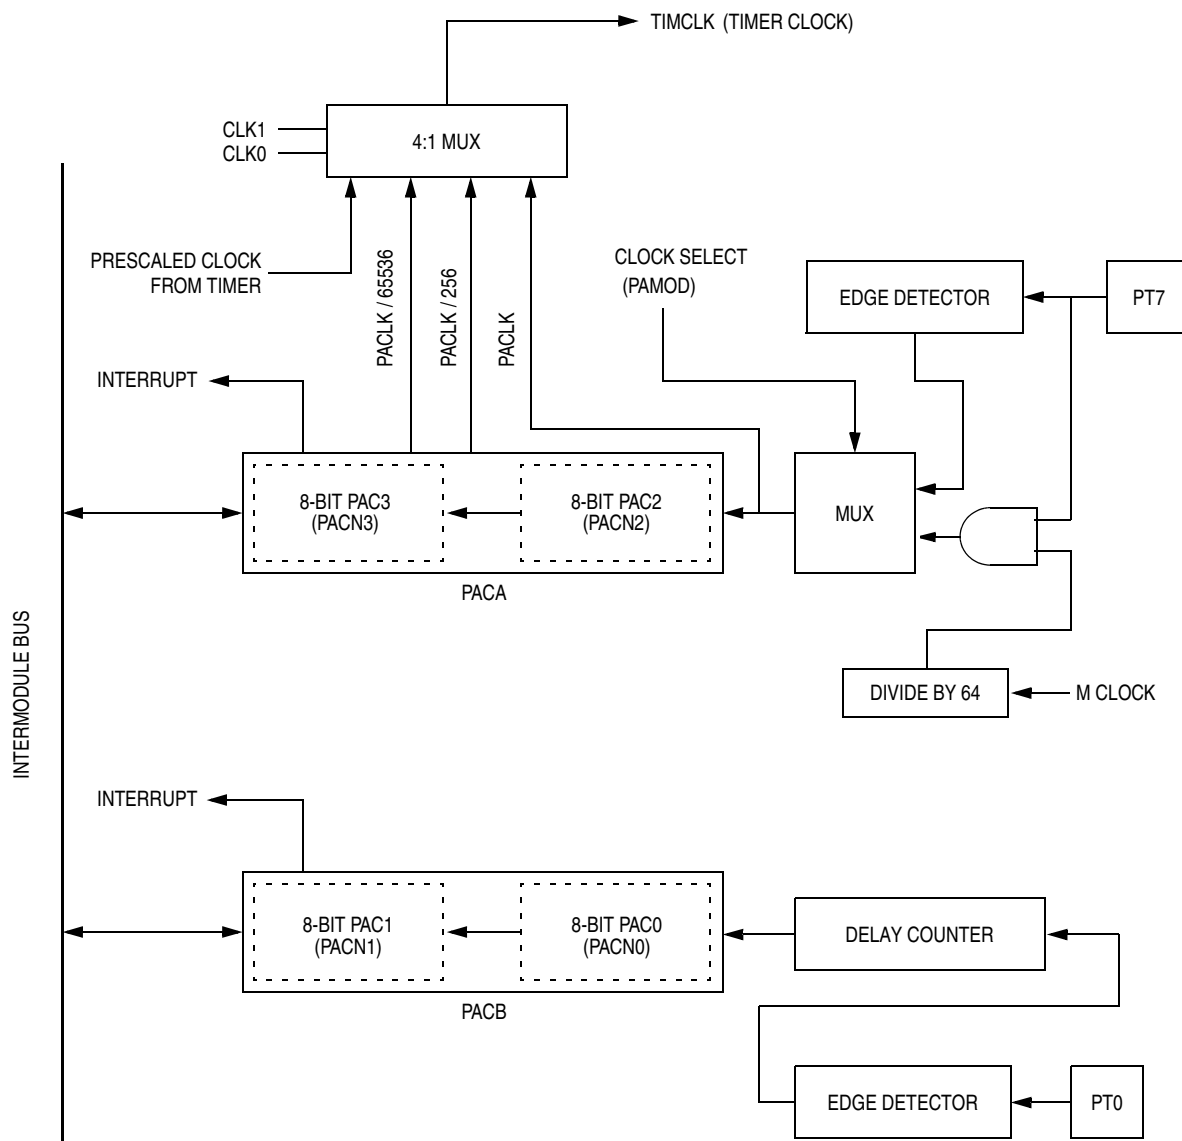 TIMCLK (TIMER CLOCK)
CLK1
CLK0
4:1 MUX
PRESCALED CLOCK
FROM TIMER
PACLK / 65536
PACLK / 256
PACLK
CLOCK SELECT
(PAMOD)
EDGE DETECTOR
PT7
INTERRUPT
8-BIT PAC3
(PACN3)
8-BIT PAC2
(PACN2)
MUX
PACA
INTERMODULE BUS
DIVIDE BY 64
M CLOCK
INTERRUPT
8-BIT PAC1
(PACN1)
8-BIT PAC0
(PACN0)
DELAY COUNTER
PACB
EDGE DETECTOR
PT0